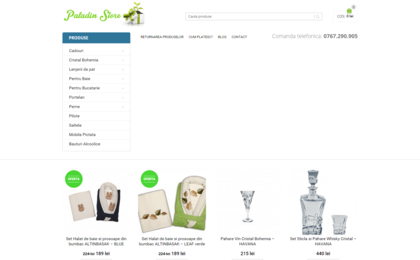 Paladin Store
Cauta produse
COS: 0 lei
PRODUSE
RETURNAREA PRODUSELOR
CUM PLATESC?
BLOG
CONTACT
Comanda telefonica: 0767.290.905
Cadouri
Cristal Bohemia
Lenjerii de pat
Pentru Baie
Pentru Bucatarie
Portelan
Perne
Pilote
Saltele
Mobila Pictata
Bauturi Alcoolice
OFERTA
OFERTA
Set Halat de baie si prosoape din
bumbac ALTINBASAK – BLUE
224 lei 189 lei
Set Halat de baie si prosoape din
bumbac ALTINBASAK – LEAF verde
224 lei 189 lei
Pahare Vin Cristal Bohemia –
HAVANA
215 lei
Set Sticla si Pahare Whisky Cristal –
HAVANA
440 lei